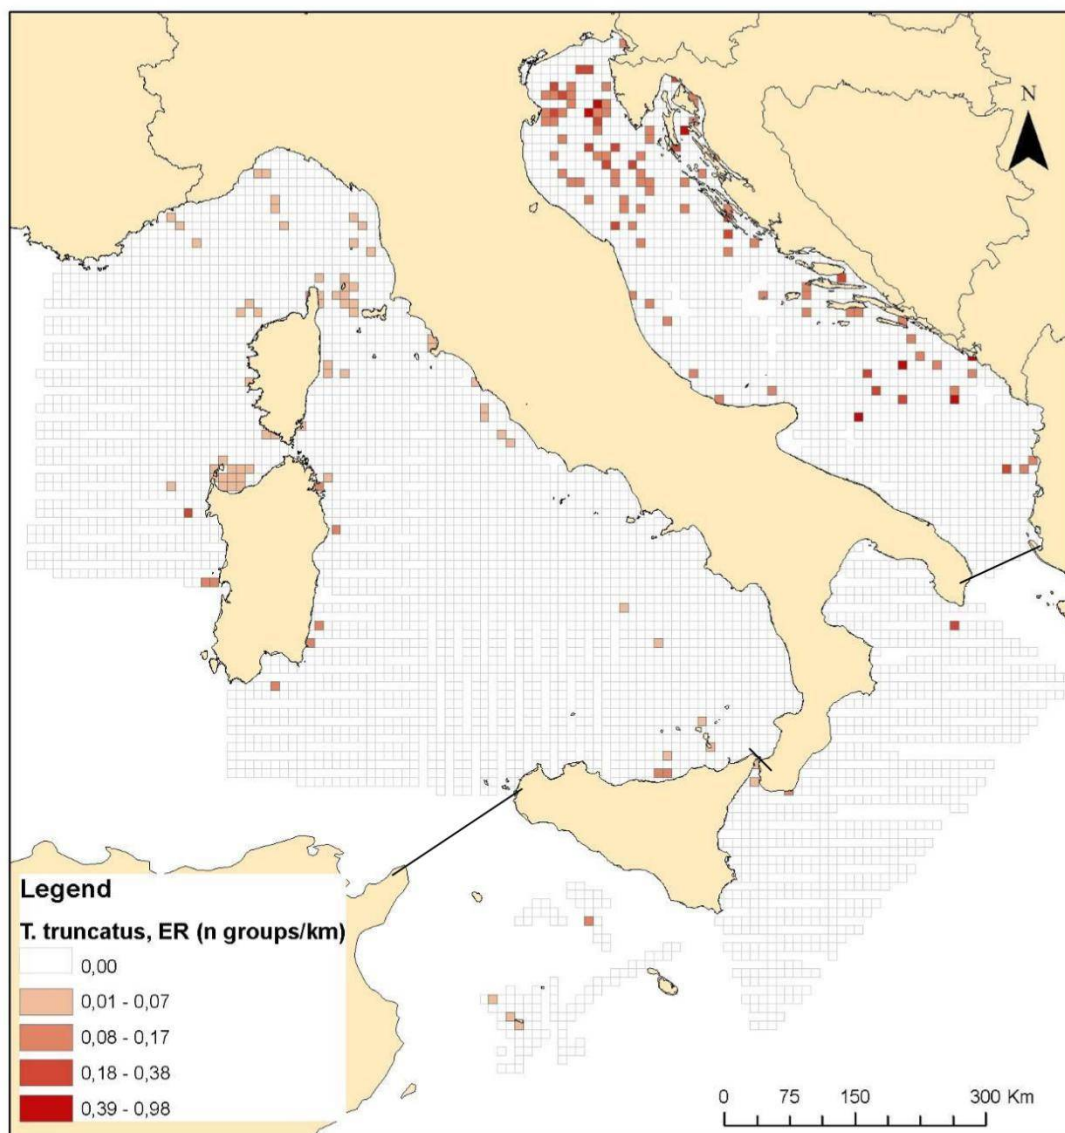 N
Legend
T. truncatus, ER (n groups/km)
0,00
0,01 - 0,07
0,08 - 0,17
0,18 - 0,38
0,39 - 0,98
0 75 150 300 Km